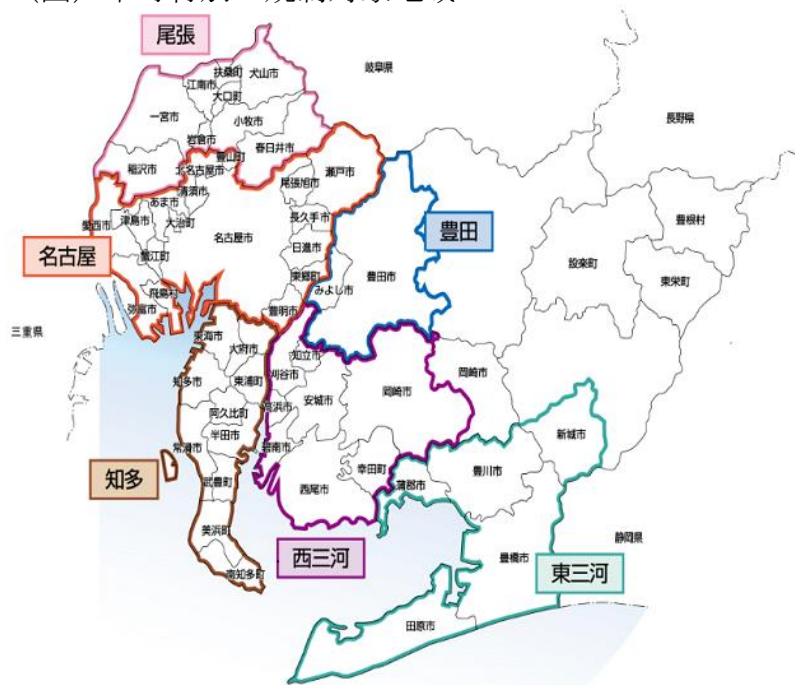 尾張
扶桑町
犬山市
江南市
大口町
岐阜県
一宮市
小牧市
岩倉市
長野県
春日井市
豊山町
稲沢市
北名古屋市
瀬戸市
清須市
尾張旭市
あま市
豊根村
愛西市
津島市
大治町
長久手市
豊田
名古屋市
名古屋
日進市
設楽町
蟹江町
豊田市
東栄町
東郷町
みよし市
飛島村
弥富市
豊明市
三重県
東海市
大府市
知立市
岡崎市
刈谷市
知多市
東浦町
岡崎市
高浜市
安城市
阿久比町
新城市
半田市
常滑市
碧南市
幸田町
豊川市
知多
武豊町
西尾市
蒲郡市
美浜町
静岡県
西三河
豊橋市
東三河
南知多町
田原市